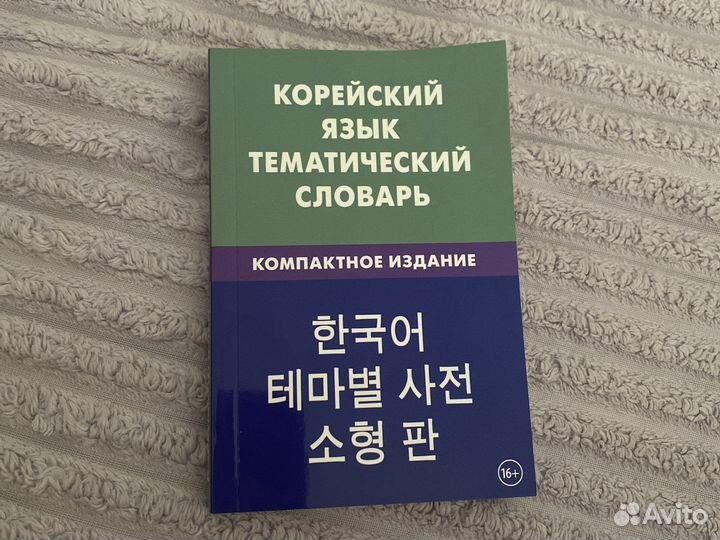 КОРЕЙСКИЙ
ЯЗЫК
ТЕМАТИЧЕСКИЙ
СЛОВАРЬ
КОМПАКТНОЕ ИЗДАНИЕ
한국어
테마별 사전
소형 판
16+
Avito